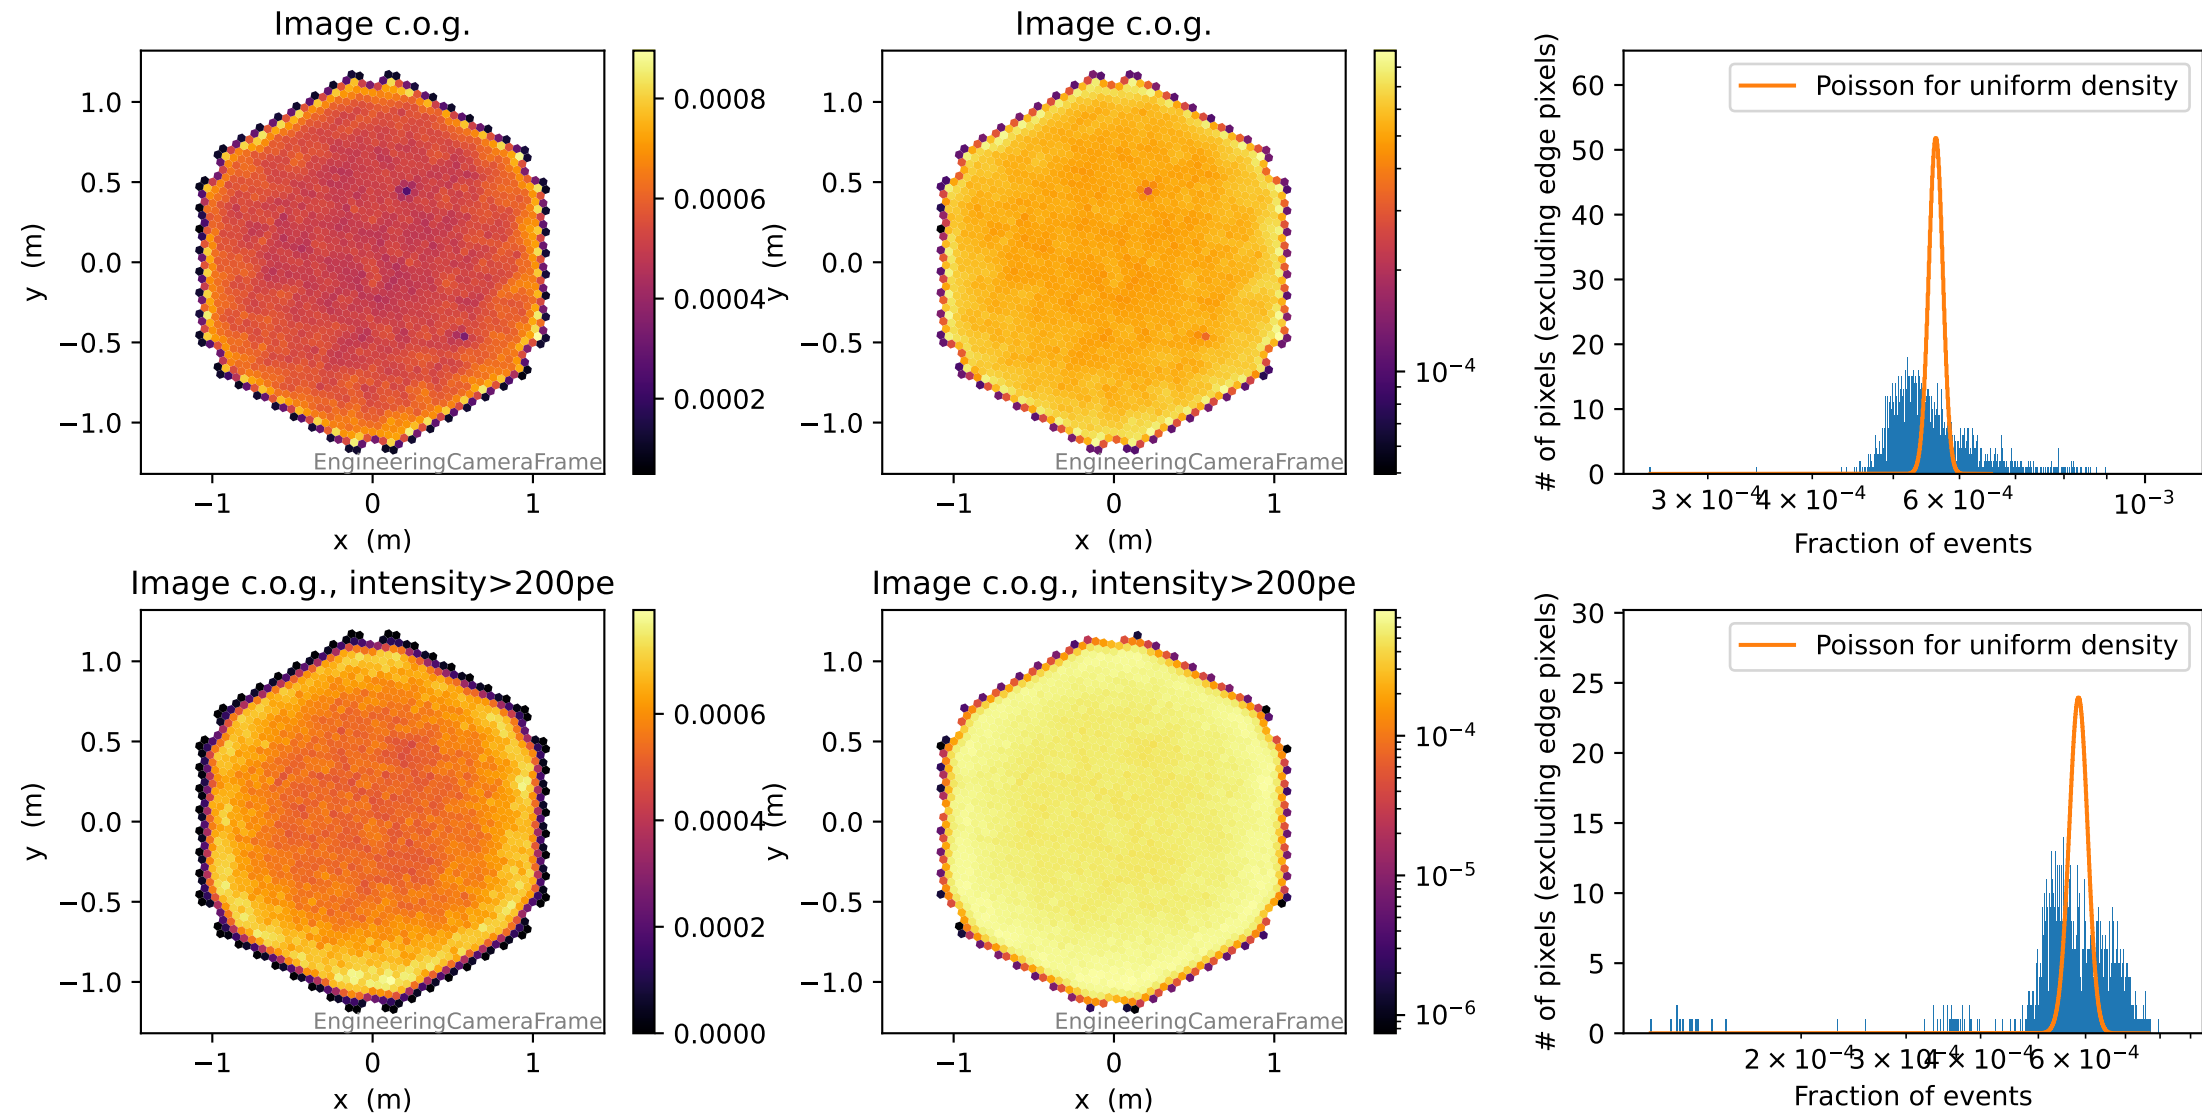 Image c.o.g.
1.0
0.5
0.0
−0.5
−1.0
y (m)
−1
0
1
x (m)
EngineeringCameraFrame
0.0008
0.0006
0.0004
0.0002
Image c.o.g.
1.0
0.5
0.0
−0.5
−1.0
y (m)
−1
0
1
x (m)
EngineeringCameraFrame
10⁻⁴
# of pixels (excluding edge pixels)
60
50
40
30
20
10
0
Poisson for uniform density
3 × 10⁻⁴
4 × 10⁻⁴
6 × 10⁻⁴
10⁻³
Fraction of events
Image c.o.g., intensity>200pe
1.0
0.5
0.0
−0.5
−1.0
y (m)
−1
0
1
x (m)
EngineeringCameraFrame
0.0006
0.0004
0.0002
0.0000
Image c.o.g., intensity>200pe
1.0
0.5
0.0
−0.5
−1.0
y (m)
−1
0
1
x (m)
EngineeringCameraFrame
10⁻⁴
10⁻⁵
10⁻⁶
# of pixels (excluding edge pixels)
30
25
20
15
10
5
0
Poisson for uniform density
2 × 10⁻⁴
3 × 10⁻⁴
4 × 10⁻⁴
6 × 10⁻⁴
Fraction of events